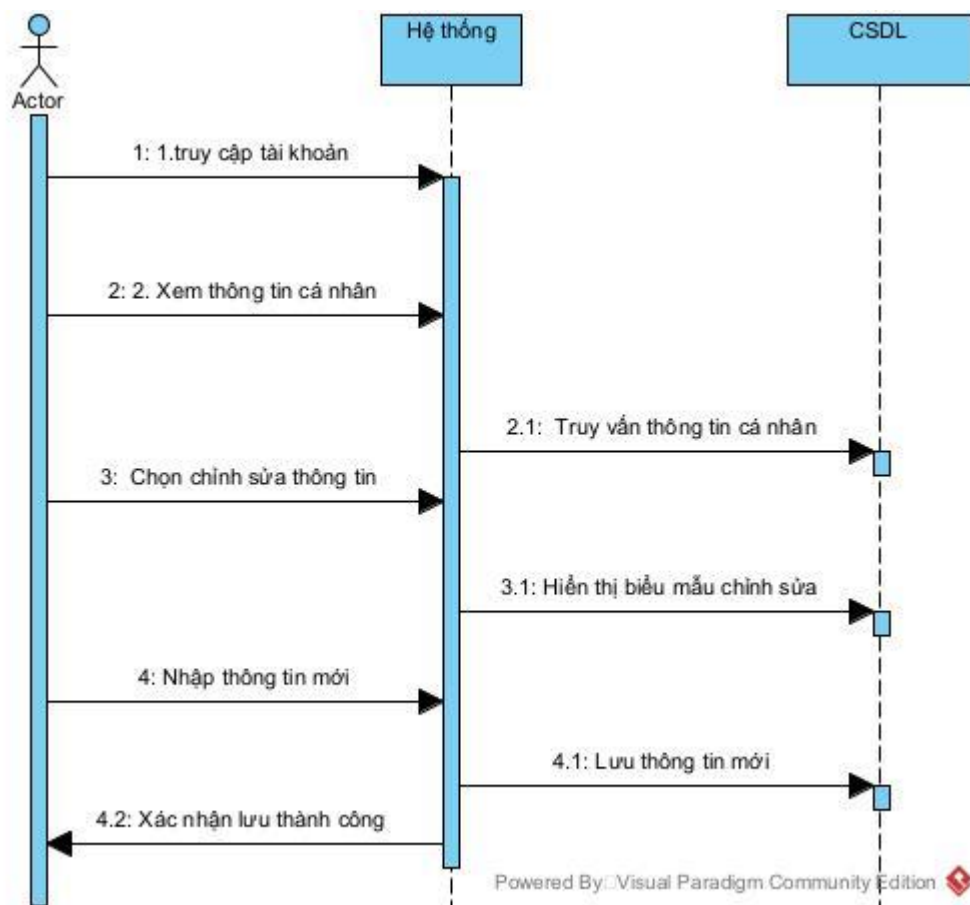 Hệ thống
CSDL
Actor
1: 1.truy cập tài khoản
2: 2. Xem thông tin cá nhân
2.1: Truy vấn thông tin cá nhân
3: Chọn chỉnh sửa thông tin
3.1: Hiển thị biểu mẫu chỉnh sửa
4: Nhập thông tin mới
4.1: Lưu thông tin mới
4.2: Xác nhận lưu thành công
Powered By Visual Paradigm Community Edition